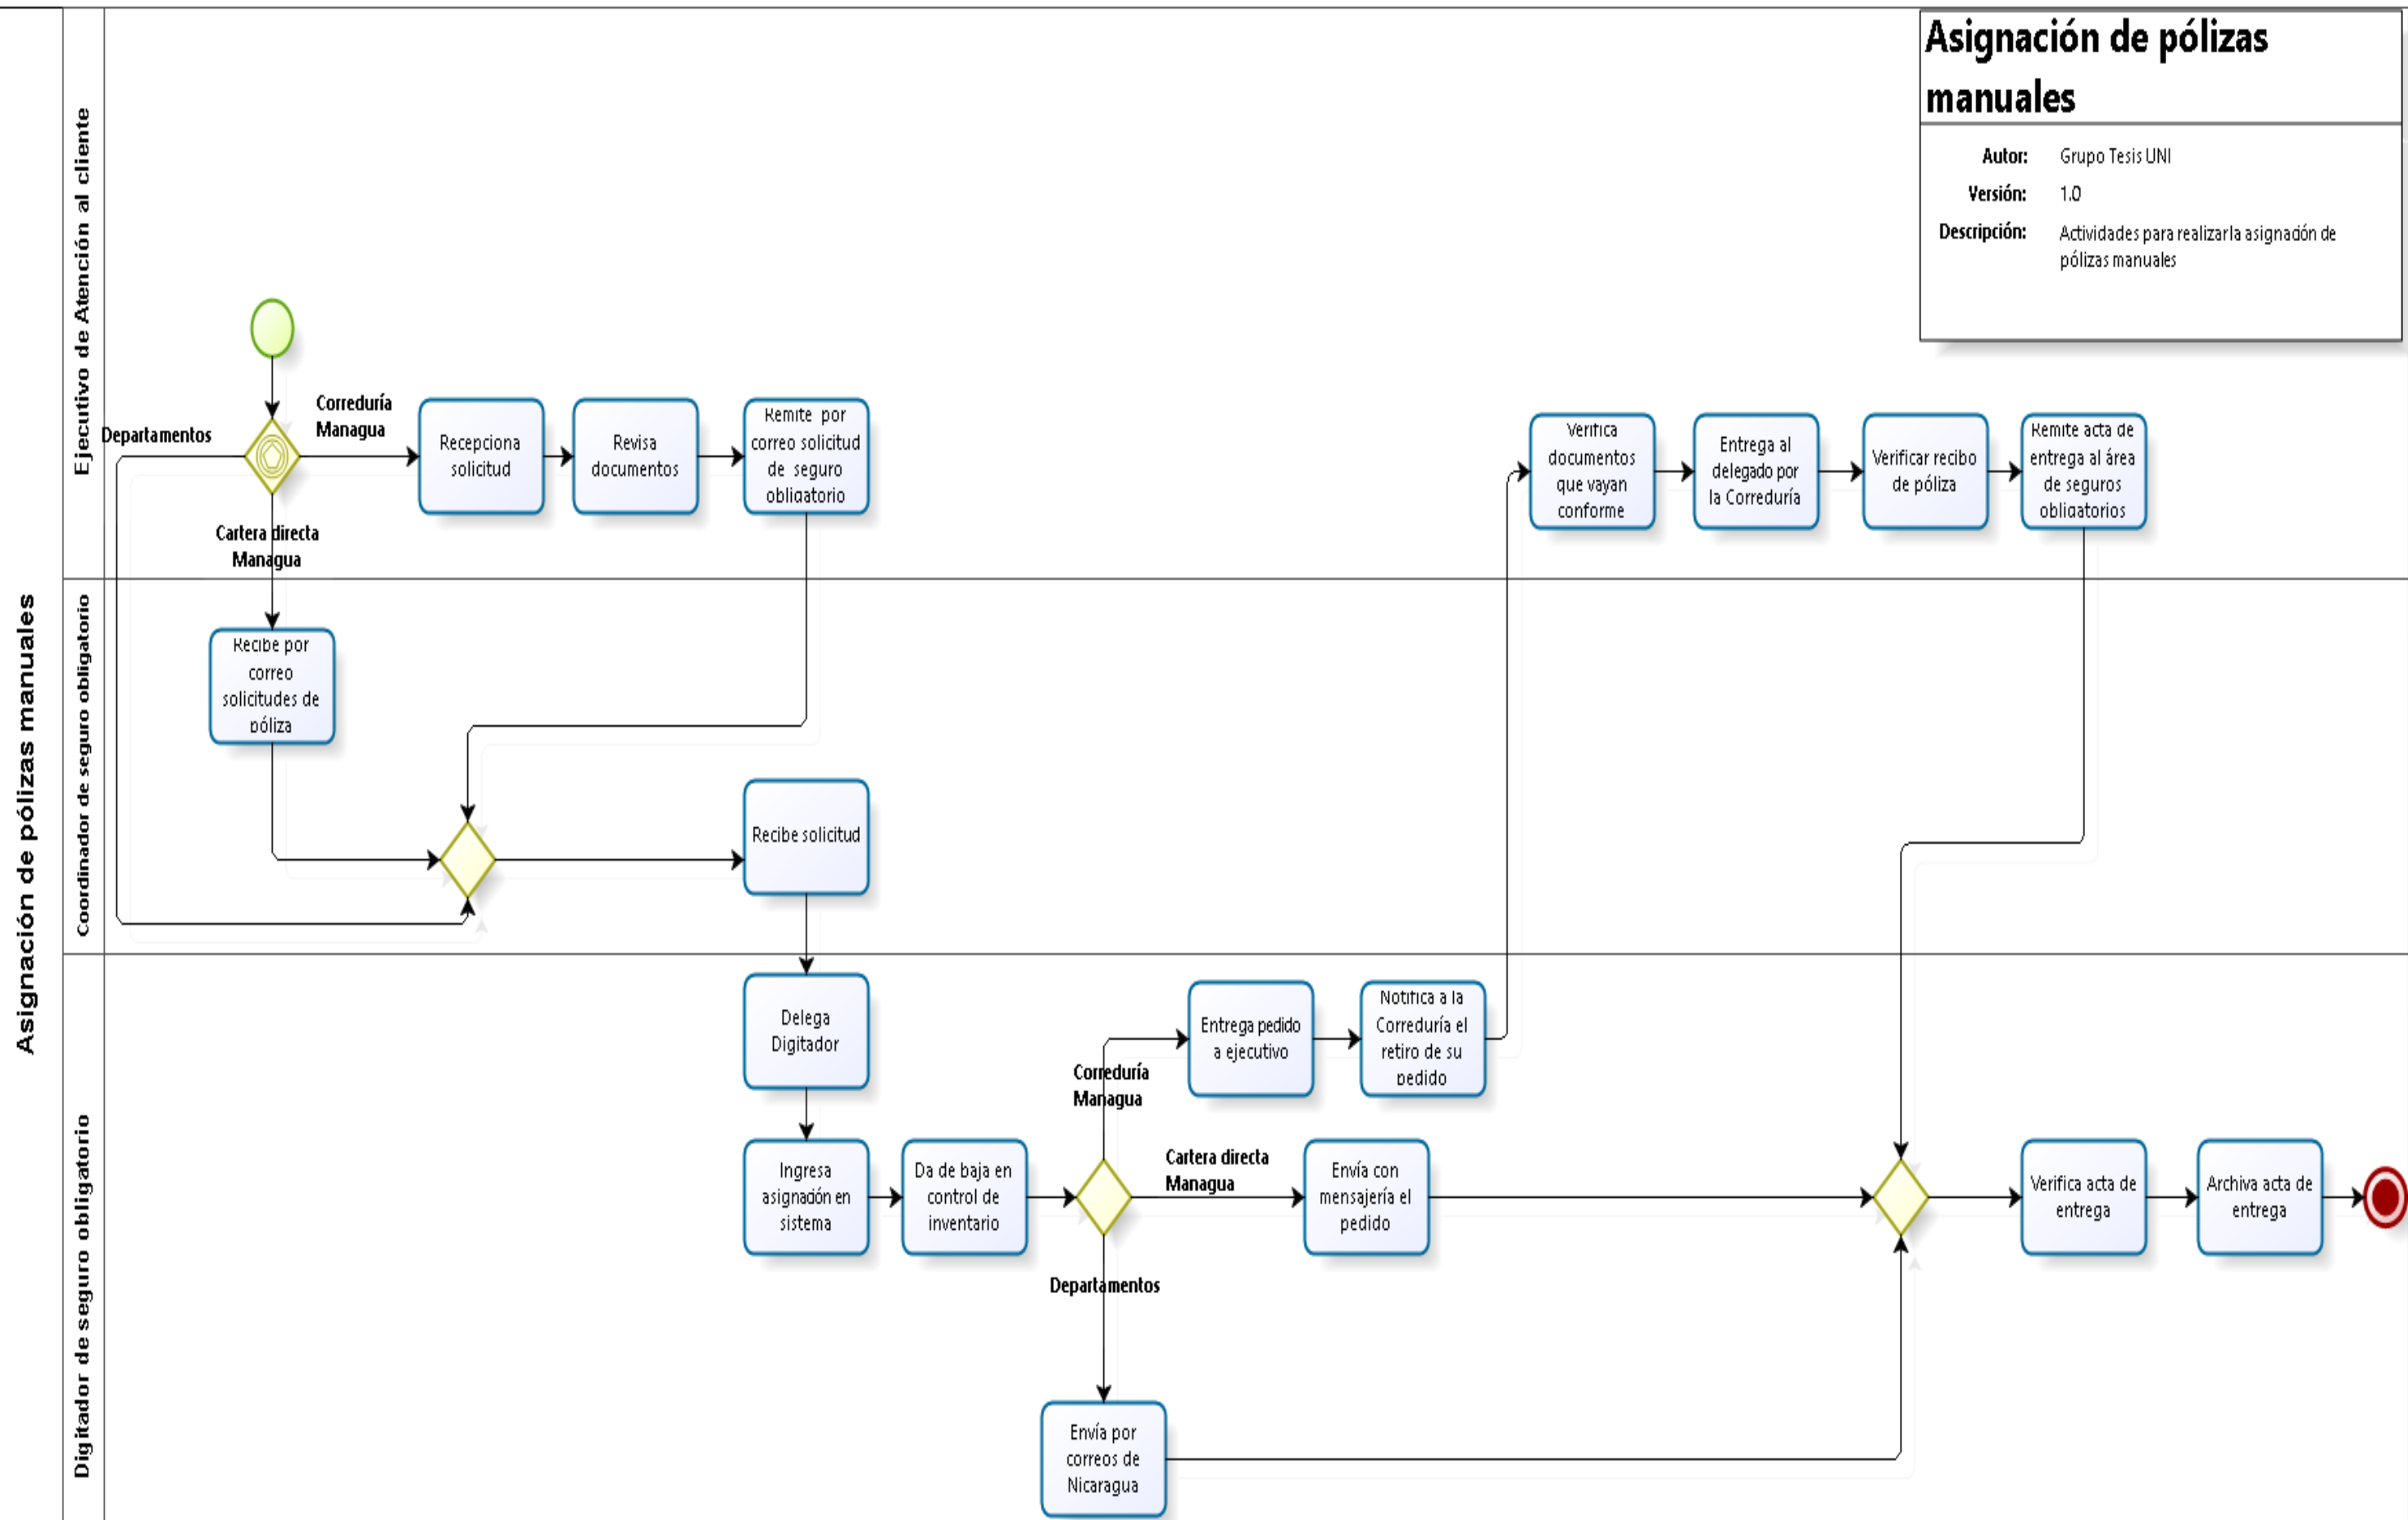 Asignación de pólizas
manuales
Autor: Grupo Tesis UNI
Versión: 1.0
Descripción: Actividades para realizar la asignación de
pólizas manuales
Asignación de pólizas manuales
Ejecutivo de Atención al cliente
Departamentos
Correduría
Managua
Cartera directa
Managua
Recepciona
solicitud
Revisa
documentos
Remite por
correo solicitud
de seguro
obligatorio
Verifica
documentos
que vayan
conforme
Entrega al
delegado por
la Correduría
Verificar recibo
de póliza
Remite acta de
entrega al área
de seguros
obligatorios
Coordinador de seguro obligatorio
Recibe por
correo
solicitudes de
póliza
Recibe solicitud
Digitador de seguro obligatorio
Delega
Digitador
Ingresa
asignación en
sistema
Da de baja en
control de
inventario
Correduría
Managua
Entrega pedido
a ejecutivo
Notifica a la
Correduría el
retiro de su
pedido
Cartera directa
Managua
Envía con
mensajería el
pedido
Departamentos
Envía por
correos de
Nicaragua
Verifica acta de
entrega
Archiva acta de
entrega